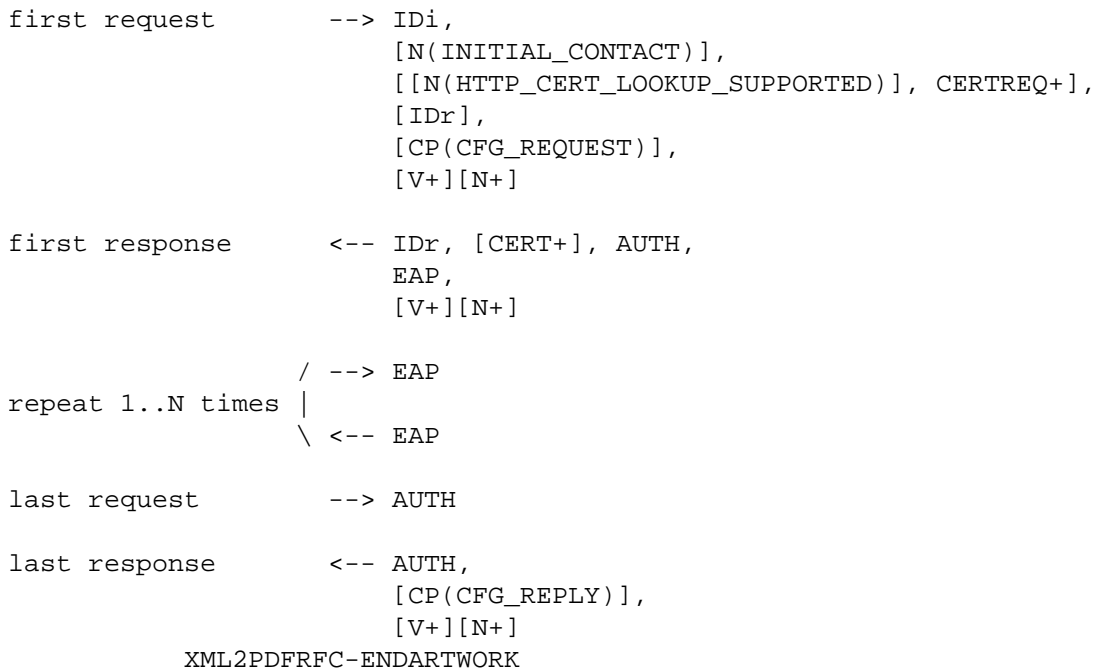 first request       --> IDi,
                        [N(INITIAL_CONTACT)],
                        [[N(HTTP_CERT_LOOKUP_SUPPORTED)], CERTREQ+],
                        [IDr],
                        [CP(CFG_REQUEST)],
                        [V+][N+]
first response      <-- IDr, [CERT+], AUTH,
                        EAP,
                        [V+][N+]
                  / --> EAP
repeat 1..N times |
                  \ <-- EAP
last request        --> AUTH
last response       <-- AUTH,
                        [CP(CFG_REPLY)],
                        [V+][N+]
           XML2PDFRFC-ENDARTWORK